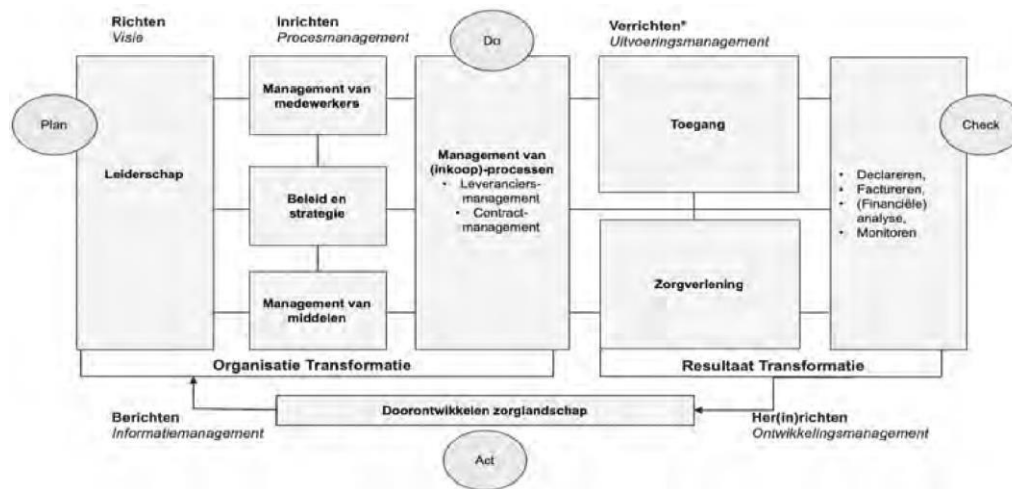 Richten
Visie
Inrichten
Procesmanagement
Do
Verrichten*
Uitvoeringsmanagement
Plan
Leiderschap
Management van
medewerkers
Beleid en
strategie
Management van
middelen
Management van
(inkoop)-processen
• Leveranciers-
management
• Contract-
management
Toegang
Zorgverlening
Check
• Declareren,
• Factureren,
• (Financiële)
analyse,
• Monitoren
Organisatie Transformatie
Resultaat Transformatie
Berichten
Informatiemanagement
Doorontwikkelen zorglandschap
Her(in)richten
Ontwikkelingsmanagement
Act